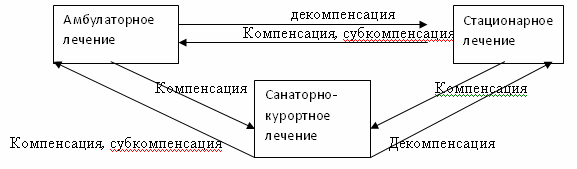 Амбулаторное
лечение
декомпенсация
Компенсация, субкомпенсация
Стационарное
лечение
Компенсация
Санаторно-
курортное
лечение
Компенсация
Компенсация, субкомпенсация
Декомпенсация